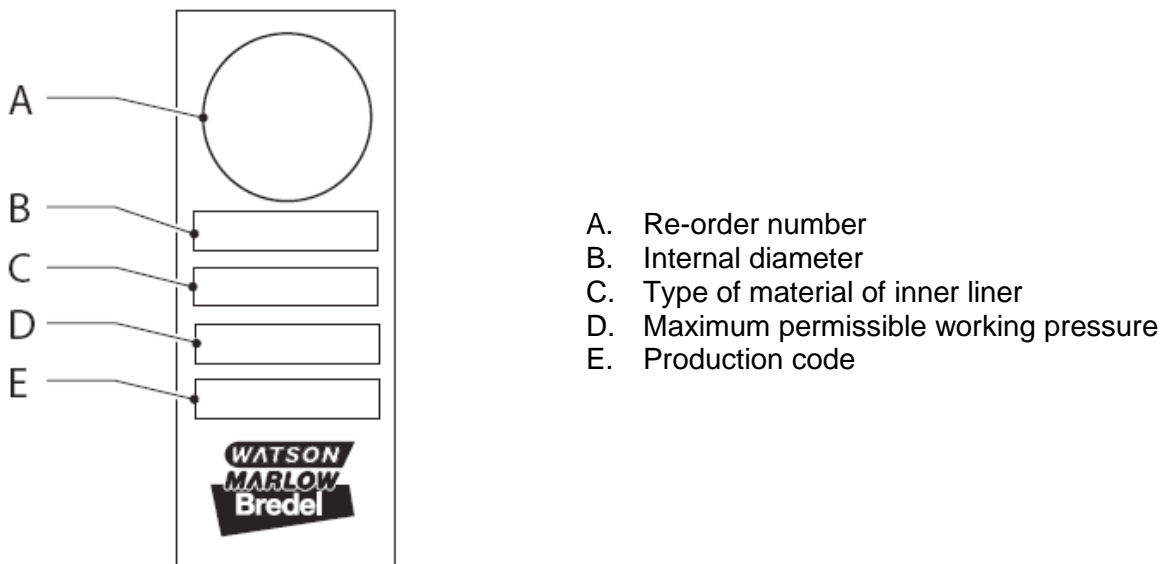 A
B
C
D
E
WATSON
MARLOW
Bredel
A. Re-order number
B. Internal diameter
C. Type of material of inner liner
D. Maximum permissible working pressure
E. Production code